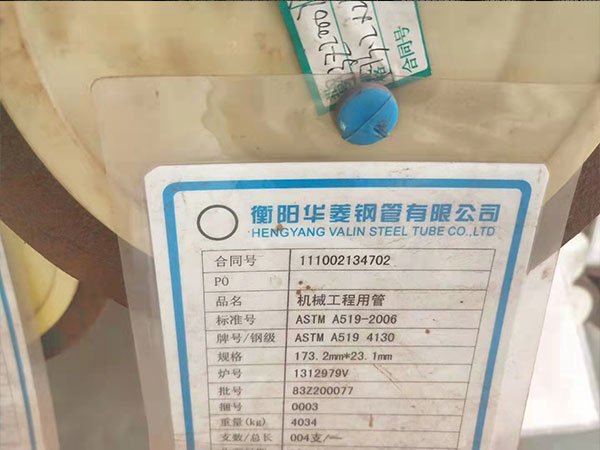 合同号
衡阳华菱钢管有限公司
HENGYANG VALIN STEEL TUBE CO.,LTD
合同号 111002134702
PO
品名 机械工程用管
标准号 ASTM A519-2006
牌号/钢级 ASTM A519 4130
规格 173.2mm*23.1mm
炉号 1312979V
批号 83Z200077
捆号 0003
重量(kg) 4034
支数/总长 004支/—